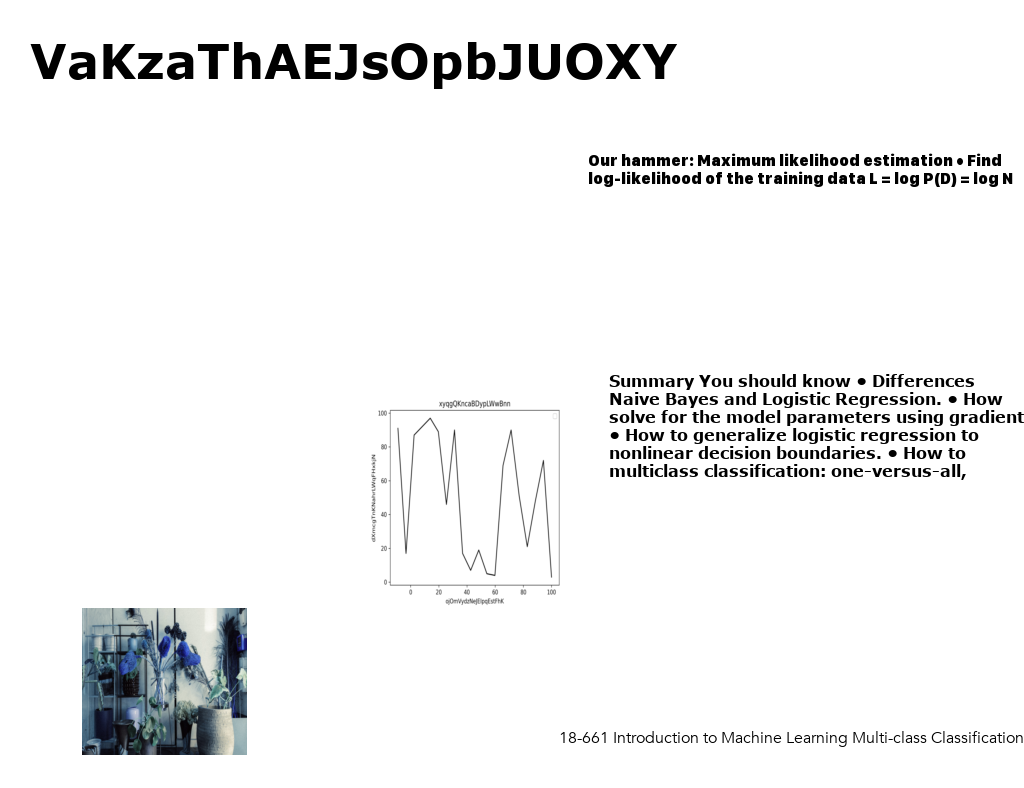 VaKzaThAEJsOpbJUOXY
Our hammer: Maximum likelihood estimation • Find
log-likelihood of the training data L = log P(D) = log N
Summary You should know • Differences
Naive Bayes and Logistic Regression. • How
solve for the model parameters using gradient
• How to generalize logistic regression to
nonlinear decision boundaries. • How to
multiclass classification: one-versus-all,
xyqgQKncaBDypLWwBnn
100
80
60
40
20
0
0 20 40 60 80 100
18-661 Introduction to Machine Learning Multi-class Classification